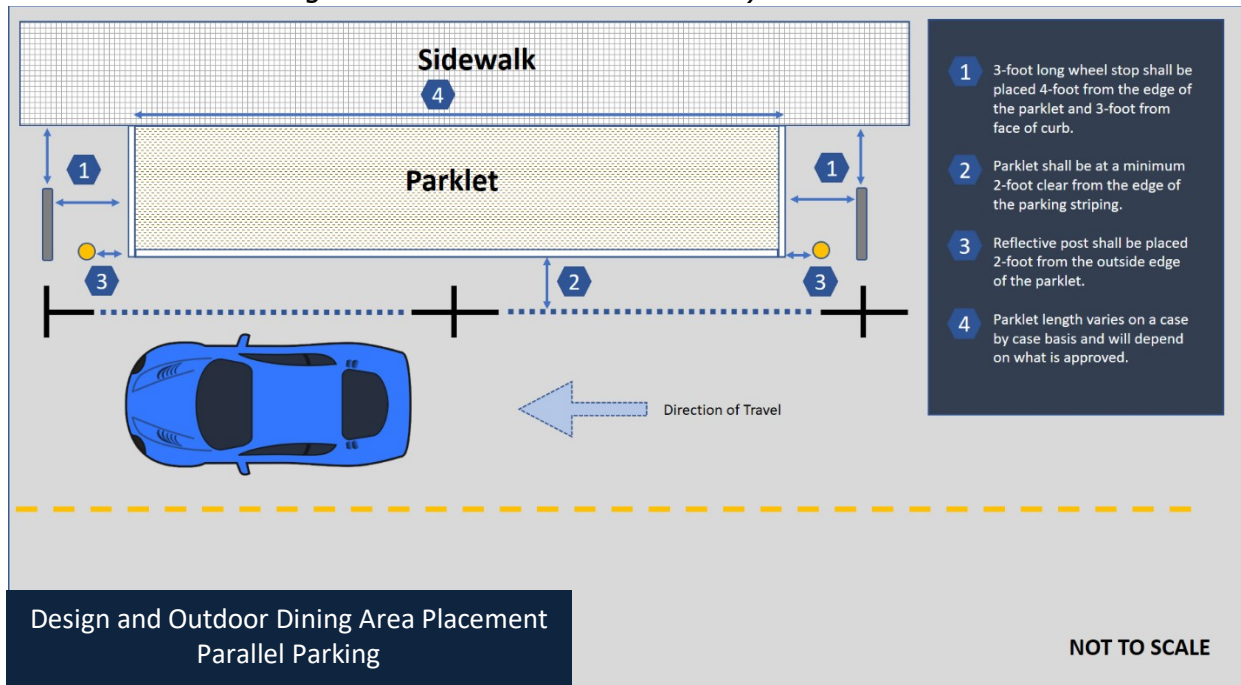 Sidewalk
4
1
1
Parklet
3
2
3
Direction of Travel
1 3-foot long wheel stop shall be
placed 4-foot from the edge of
the parklet and 3-foot from
face of curb.
2 Parklet shall be at a minimum
2-foot clear from the edge of
the parking striping.
3 Reflective post shall be placed
2-foot from the outside edge
of the parklet.
4 Parklet length varies on a case
by case basis and will depend
on what is approved.
Design and Outdoor Dining Area Placement
Parallel Parking
NOT TO SCALE